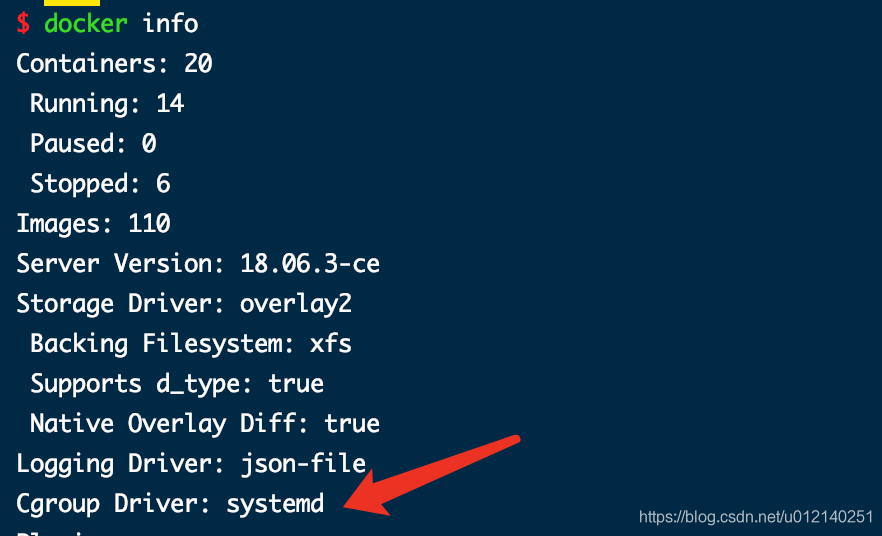 $ docker info
Containers: 20
Running: 14
Paused: 0
Stopped: 6
Images: 110
Server Version: 18.06.3-ce
Storage Driver: overlay2
Backing Filesystem: xfs
Supports d_type: true
Native Overlay Diff: true
Logging Driver: json-file
Cgroup Driver: systemd
https://blog.csdn.net/u012140251